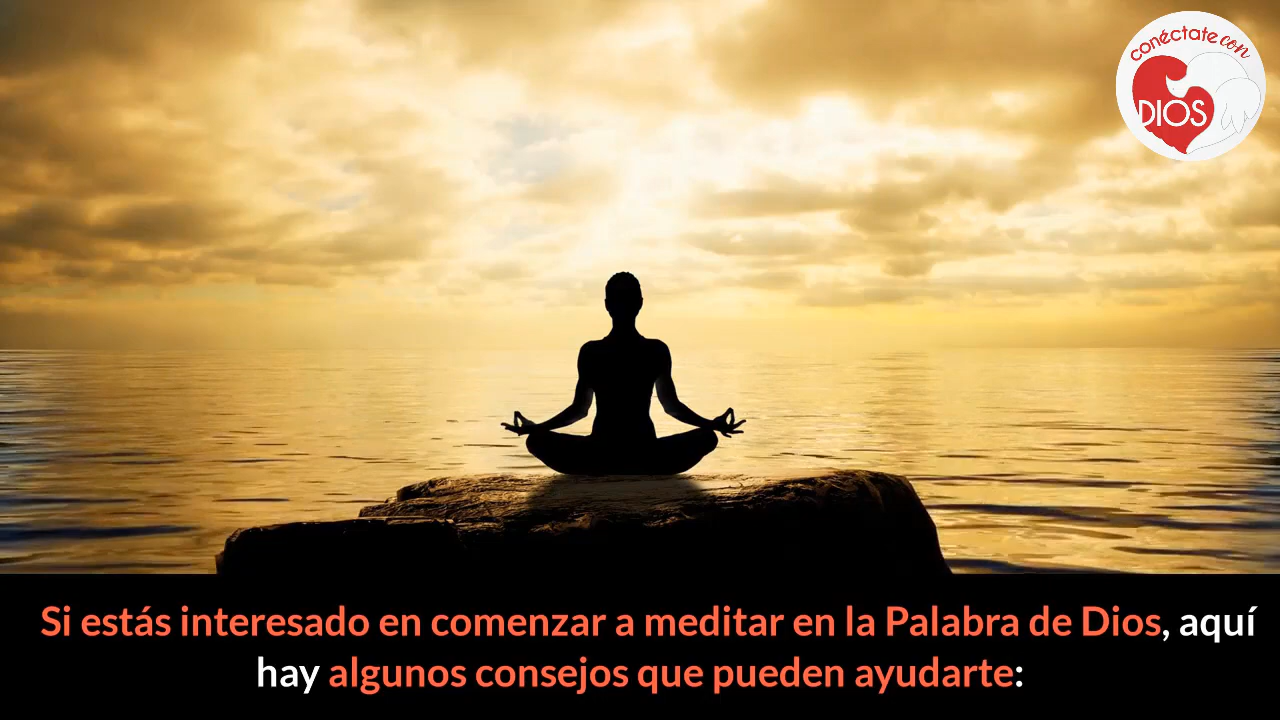 conéctate con
DIOS
Si estás interesado en comenzar a meditar en la Palabra de Dios, aquí
hay algunos consejos que pueden ayudarte: